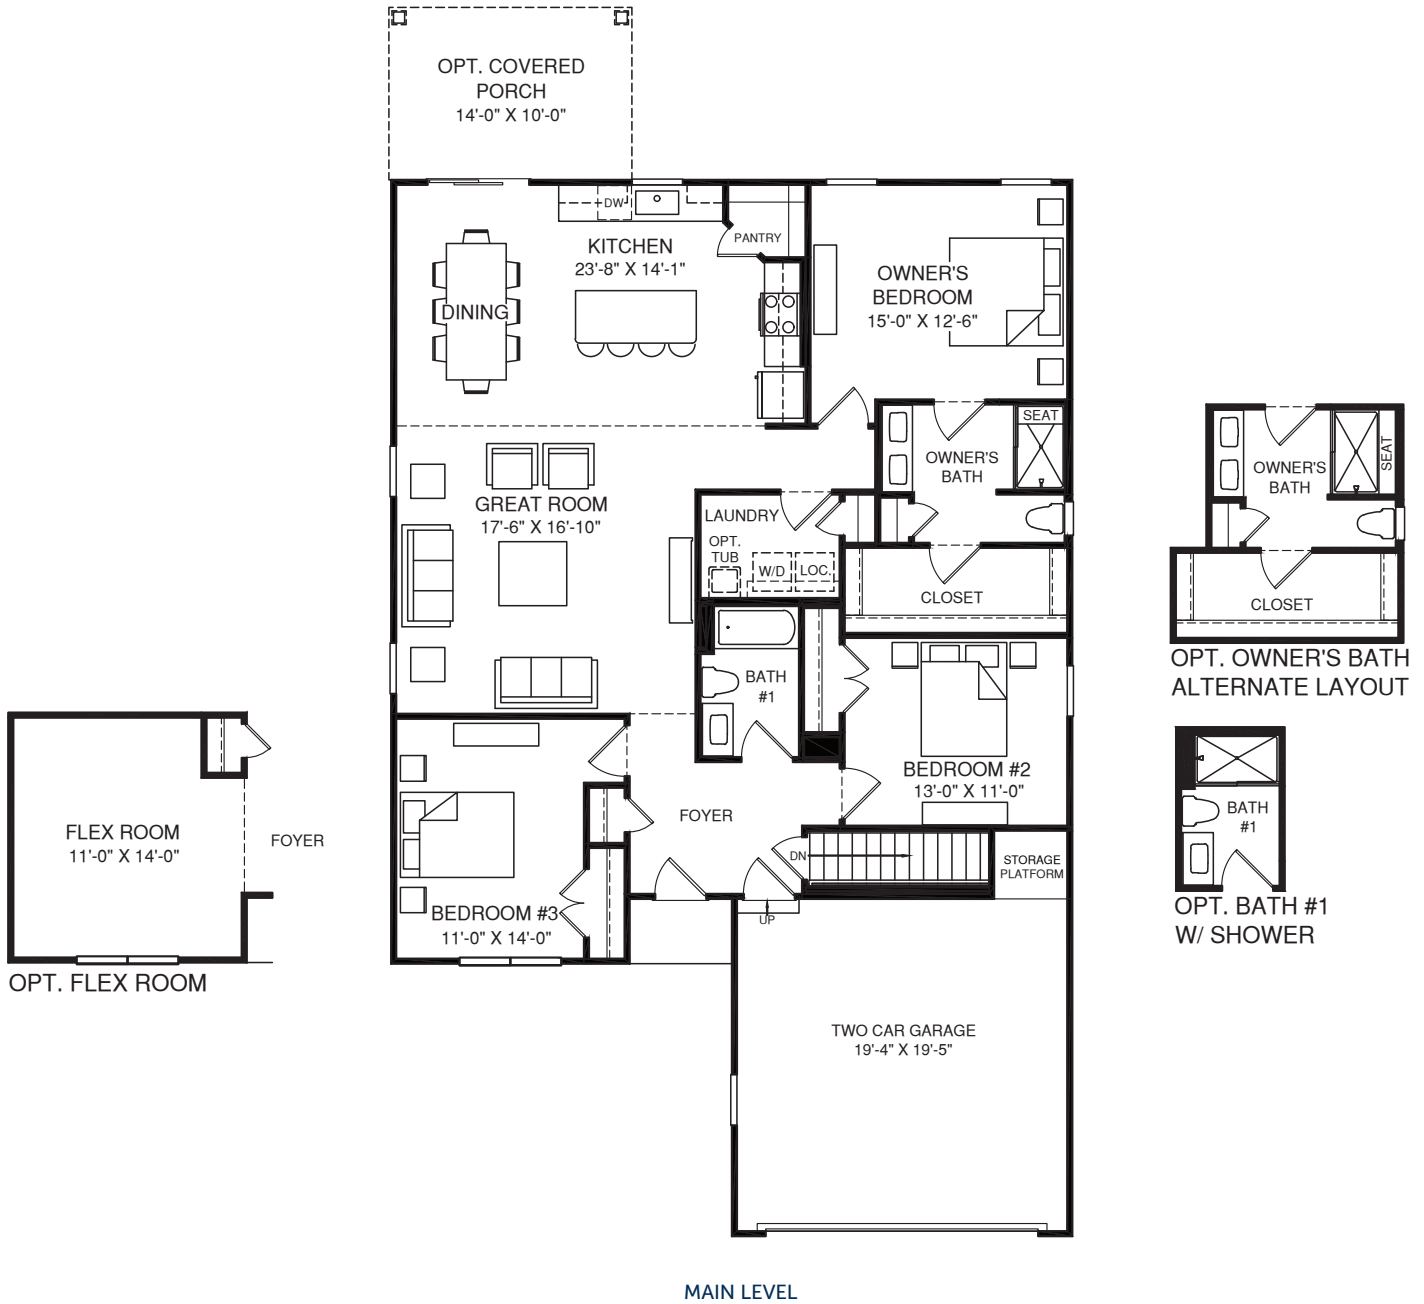 OPT. COVERED
PORCH
14'-0" X 10'-0"
DW
PANTRY
KITCHEN
23'-8" X 14'-1"
DINING
OWNER'S
BEDROOM
15'-0" X 12'-6"
SEAT
OWNER'S
BATH
GREAT ROOM
17'-6" X 16'-10"
LAUNDRY
OPT.
TUB
W/D
LOC.
CLOSET
BATH
#1
BEDROOM #2
13'-0" X 11'-0"
FOYER
DN
STORAGE
PLATFORM
UP
BEDROOM #3
11'-0" X 14'-0"
TWO CAR GARAGE
19'-4" X 19'-5"
FLEX ROOM
11'-0" X 14'-0"
FOYER
OPT. FLEX ROOM
OWNER'S
BATH
SEAT
CLOSET
OPT. OWNER'S BATH
ALTERNATE LAYOUT
BATH
#1
OPT. BATH #1
W/ SHOWER
MAIN LEVEL